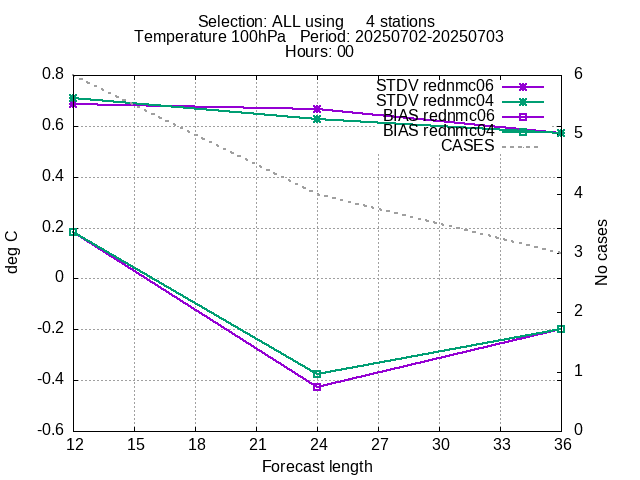 Selection: ALL using 4 stations
Temperature 100hPa Period: 20250702-20250703
Hours: 00
STDV rednmc06
STDV rednmc04
BIAS rednmc06
BIAS rednmc04
CASES
0.8
0.6
0.4
0.2
0
-0.2
-0.4
-0.6
deg C
6
5
4
3
2
1
0
No cases
12 15 18 21 24 27 30 33 36
Forecast length